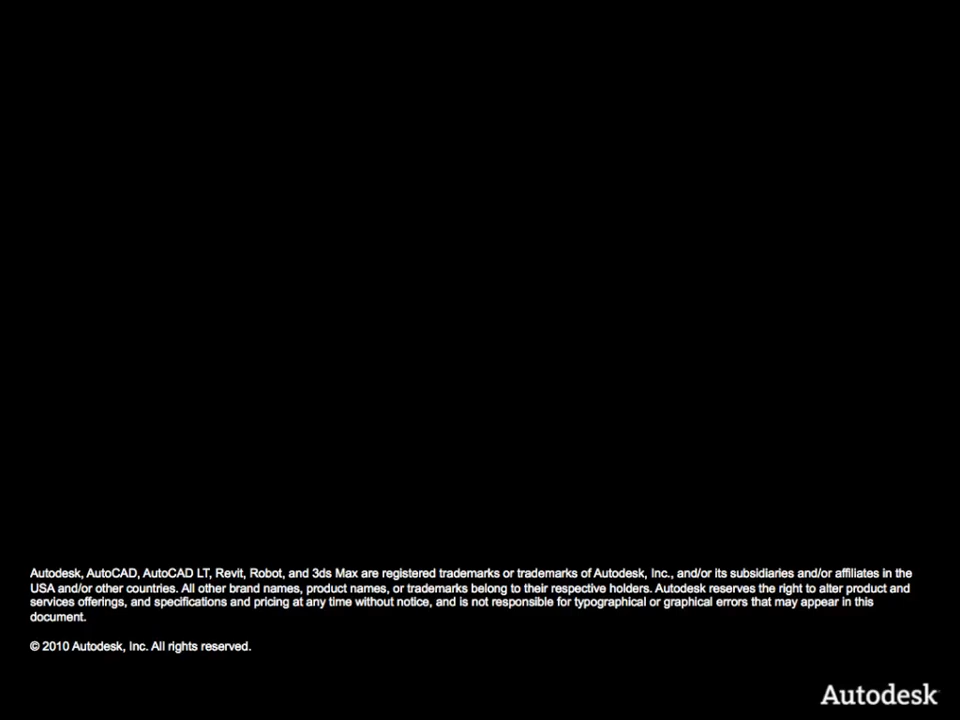 Autodesk, AutoCAD, AutoCAD LT, Revit, Robot, and 3ds Max are registered trademarks or trademarks of Autodesk, Inc., and/or its subsidiaries and/or affiliates in the
USA and/or other countries. All other brand names, product names, or trademarks belong to their respective holders. Autodesk reserves the right to alter product and
services offerings, and specifications and pricing at any time without notice, and is not responsible for typographical or graphical errors that may appear in this
document.
© 2010 Autodesk, Inc. All rights reserved.
Autodesk